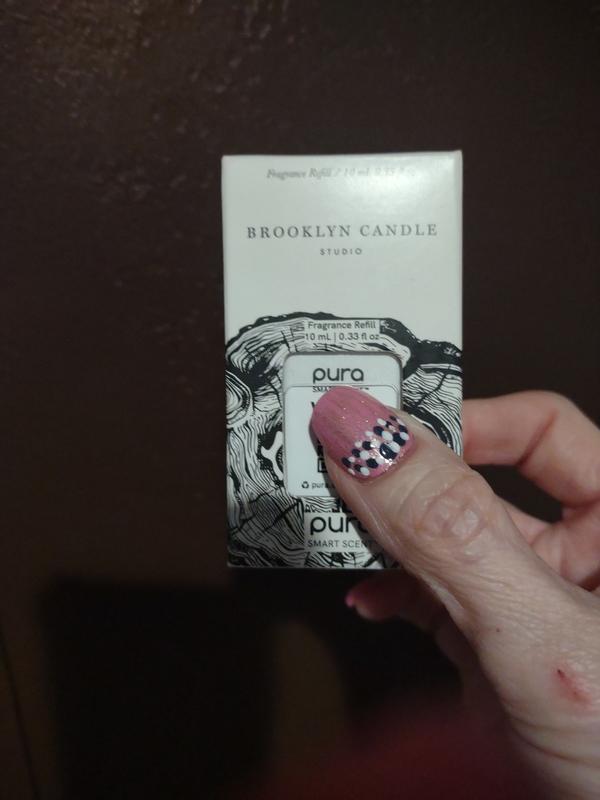 Fragrance Refill / 10 mL 0.33 fl oz
BROOKLYN CANDLE
STUDIO
Fragrance Refill
10 mL | 0.33 fl oz
pura
pura
SMART SCENT